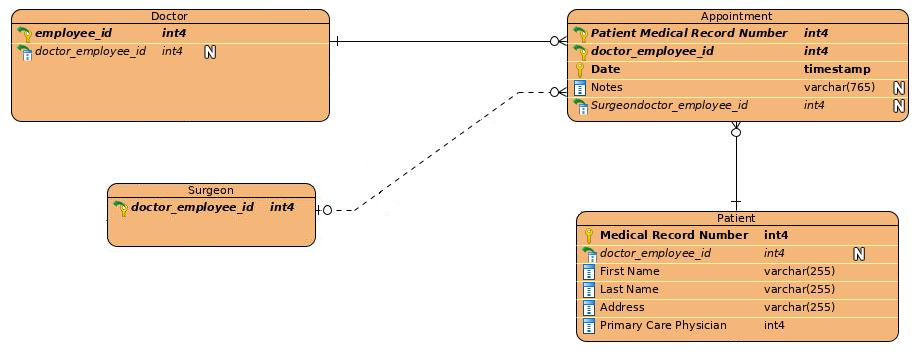 Doctor
employee_id int4
doctor_employee_id int4 N
Appointment
Patient Medical Record Number int4
doctor_employee_id int4
Date timestamp
Notes varchar(765) N
Surgeondoctor_employee_id int4 N
Surgeon
doctor_employee_id int4
Patient
Medical Record Number int4
doctor_employee_id int4 N
First Name varchar(255)
Last Name varchar(255)
Address varchar(255)
Primary Care Physician int4